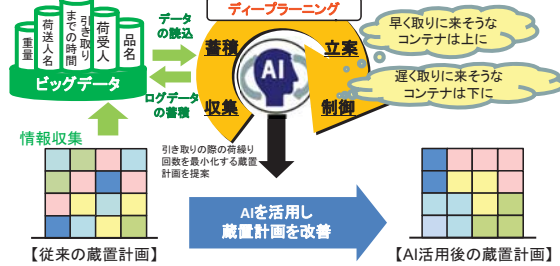 ディープラーニング
重量
荷送人名
引き取り
までの時間
荷受人
品名
ビッグデータ
データ
の読込
ログデータ
の蓄積
蓄積
立案
AI
収集
制御
早く取りに来そうな
コンテナは上に
遅く取りに来そうな
コンテナは下に
情報収集
引き取りの際の荷繰り
回数を最小化する蔵置
計画を提案
AIを活用し
蔵置計画を改善
【従来の蔵置計画】
【AI活用後の蔵置計画】